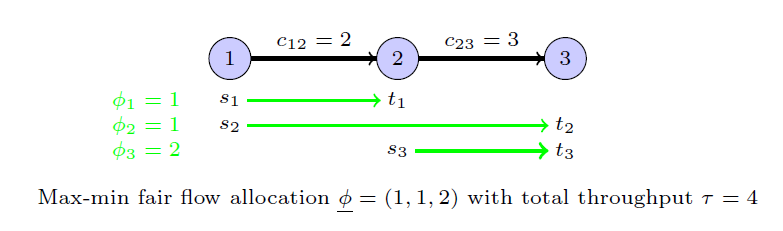 c₁₂ = 2 c₂₃ = 3
1 2 3
ϕ₁ = 1 s₁ t₁
ϕ₂ = 1 s₂ t₂
ϕ₃ = 2 s₃ t₃
Max-min fair flow allocation ϕ = (1, 1, 2) with total throughput τ = 4